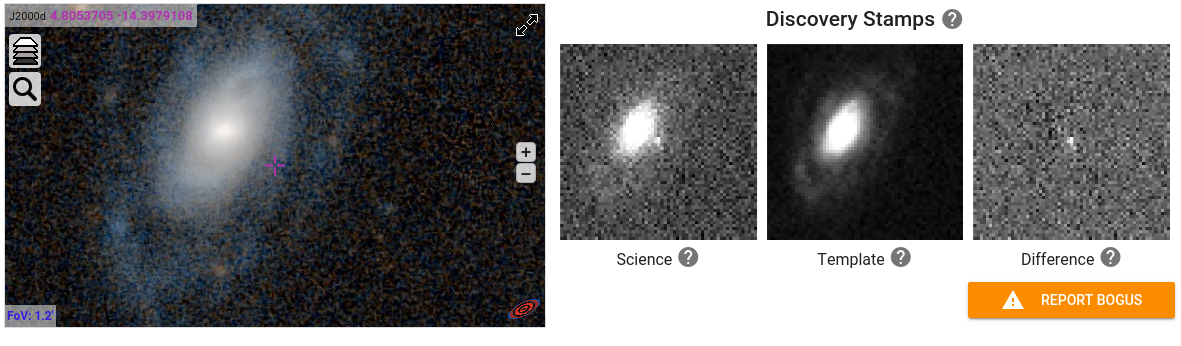 J2000d 4.8053705 -14.3979108
Discovery Stamps ?
+
−
Science ?
Template ?
Difference ?
REPORT BOGUS
FoV: 1.2'